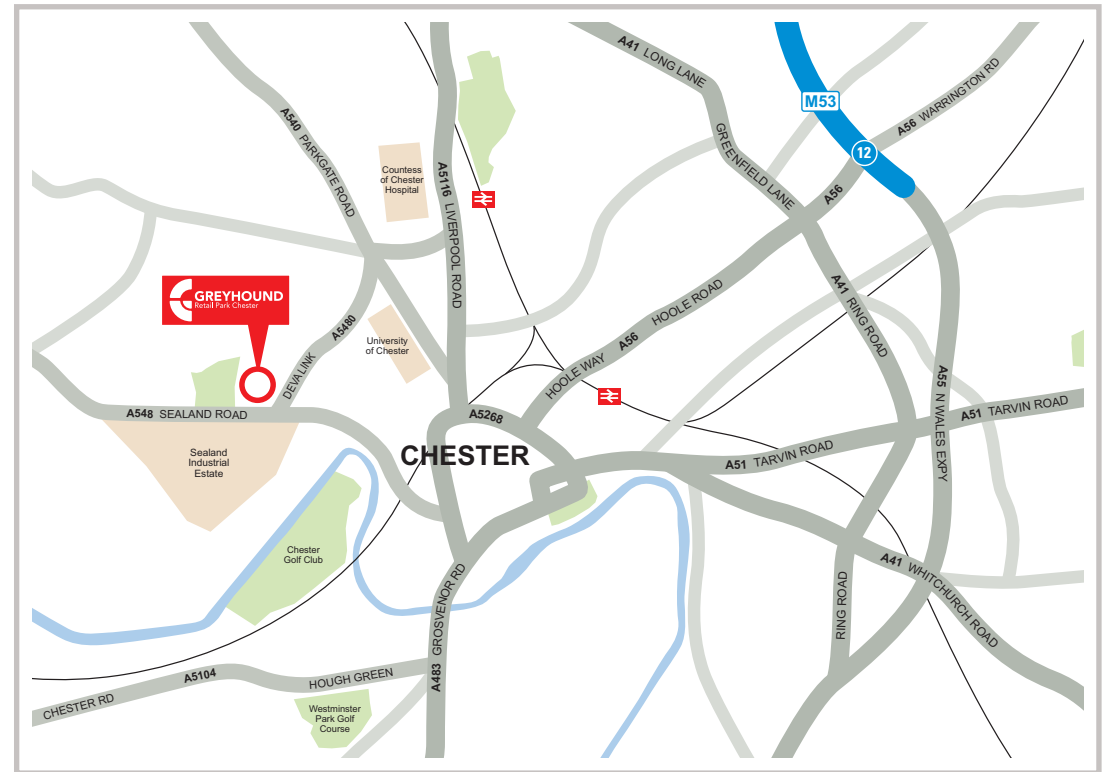 A41 LONG LANE
M53
A56 WARRINGTON RD
12
A540 PARKGATE ROAD
Countess
of Chester
Hospital
A5116 LIVERPOOL ROAD
GREENFIELD LANE
A56
GREYHOUND
Retail Park Chester
A5480
DEVA LINK
University
of Chester
A56 HOOLE ROAD
HOOLE WAY
A41 RING ROAD
A55 N WALES EXPY
A548 SEALAND ROAD
A5268
A51 TARVIN ROAD
CHESTER
A51 TARVIN ROAD
Sealand
Industrial
Estate
Chester
Golf Club
A41 WHITCHURCH ROAD
RING ROAD
A483 GROSVENOR RD
A5104
HOUGH GREEN
CHESTER RD
Westminster
Park Golf
Course